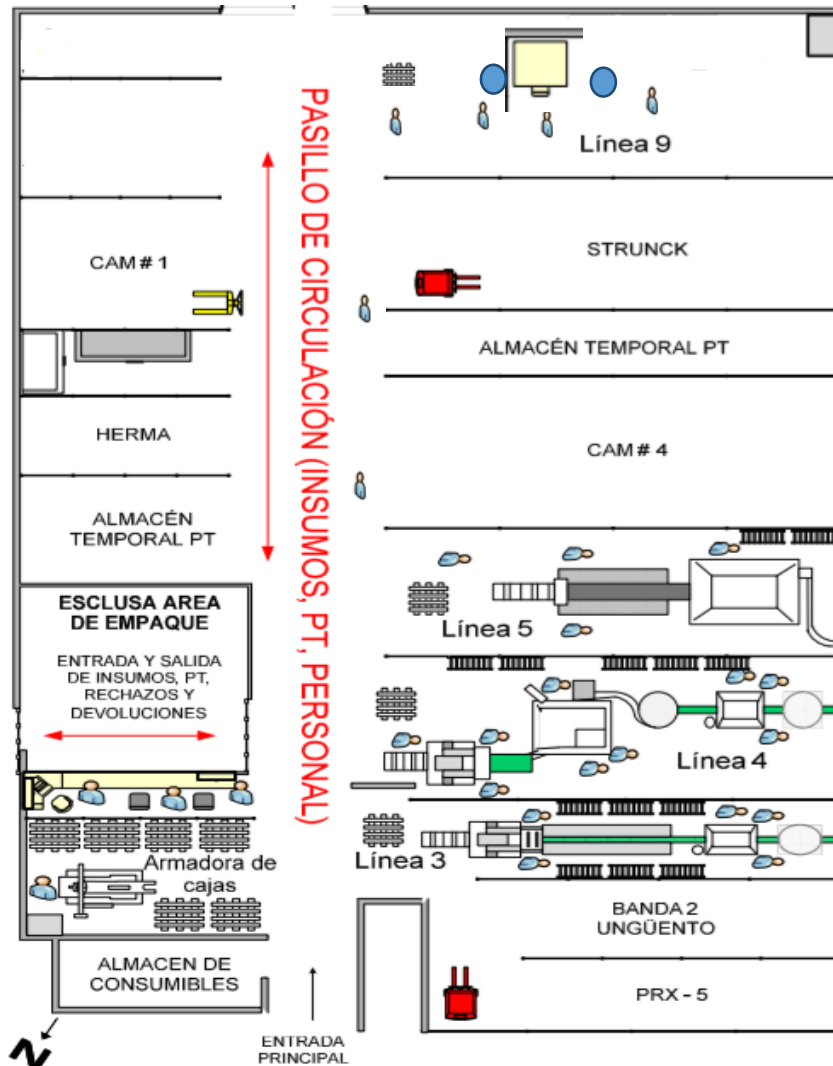 Línea 9
PASILLO DE CIRCULACIÓN (INSUMOS, PT, PERSONAL)
CAM # 1
STRUNCK
ALMACÉN TEMPORAL PT
HERMA
CAM # 4
ALMACÉN
TEMPORAL PT
ESCLUSA AREA
DE EMPAQUE
ENTRADA Y SALIDA
DE INSUMOS, PT,
RECHAZOS Y
DEVOLUCIONES
Línea 5
Línea 4
Armadora de
cajas
Línea 3
BANDA 2
UNGÜENTO
ALMACEN DE
CONSUMIBLES
PRX - 5
ENTRADA
PRINCIPAL
N